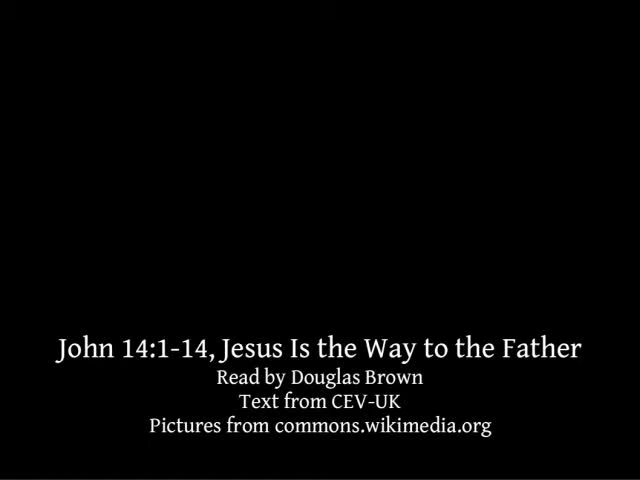 John 14:1-14, Jesus Is the Way to the Father
Read by Douglas Brown
Text from CEV-UK
Pictures from commons.wikimedia.org